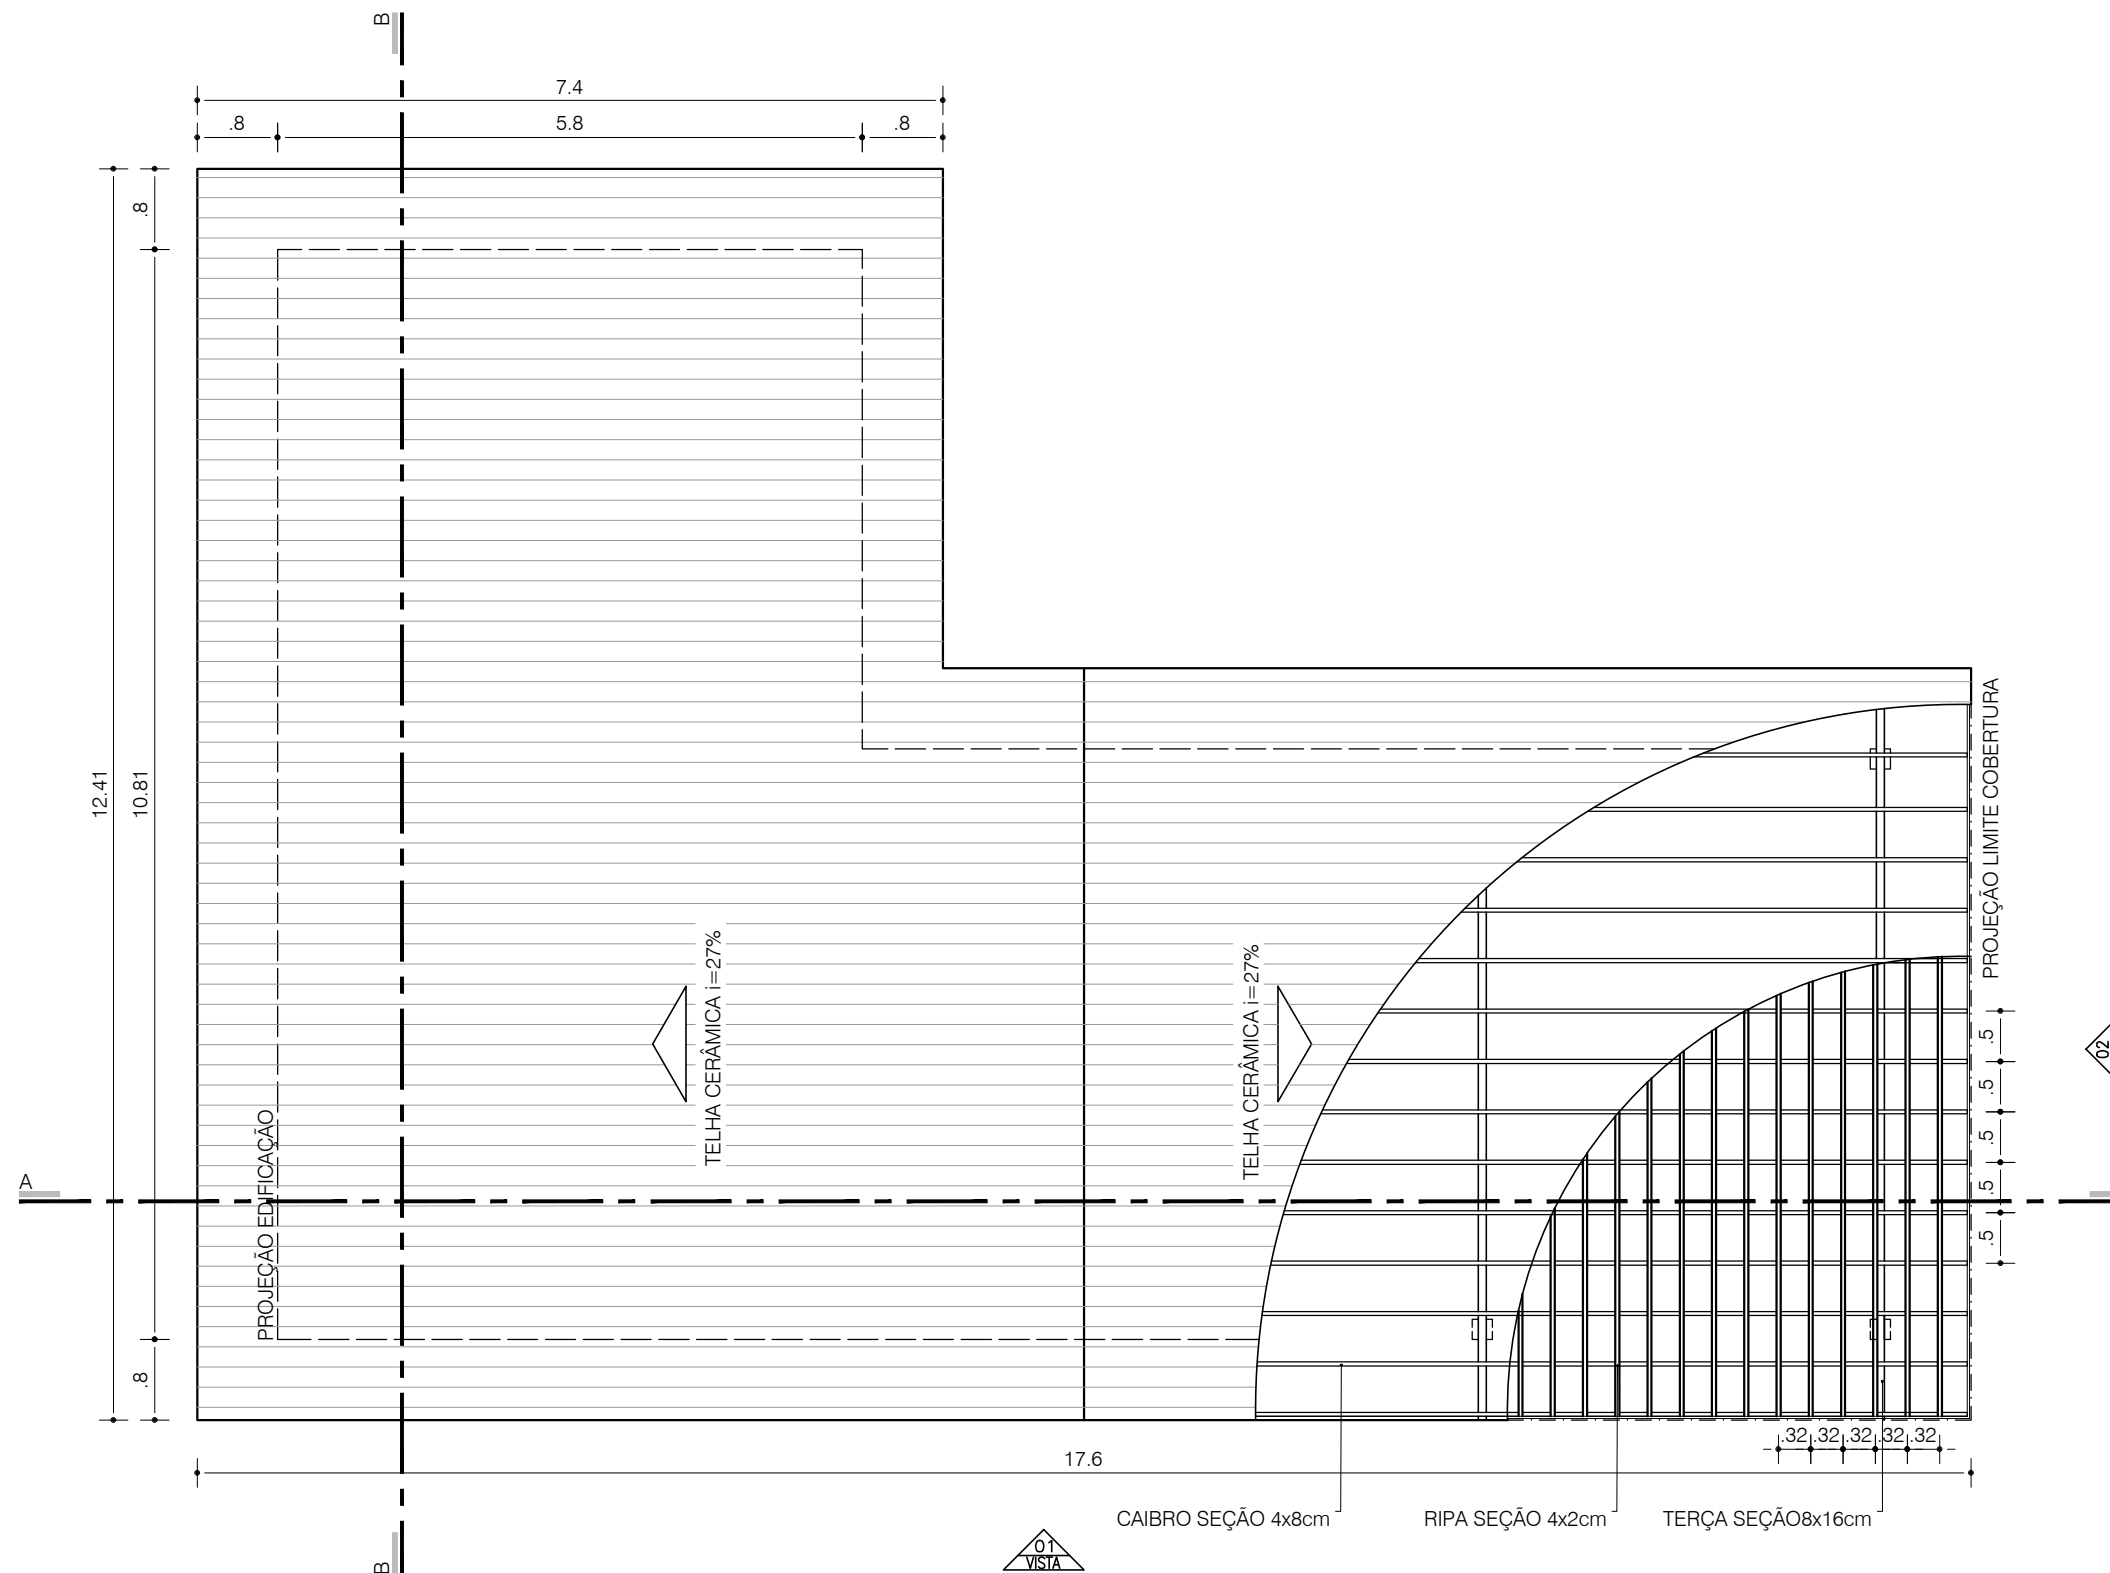 B
7.4
.8
5.8
.8
.8
12.41
10.81
PROJEÇÃO LIMITE COBERTURA
TELHA CERÂMICA i=27%
TELHA CERÂMICA i=27%
.5
.5
.5
.5
.5
02
PROJEÇÃO EDIFICAÇÃO
A
.8
.32
.32
.32
.32
.32
17.6
CAIBRO SEÇÃO 4x8cm
RIPA SEÇÃO 4x2cm
TERÇA SEÇÃO8x16cm
01
VISTA
B